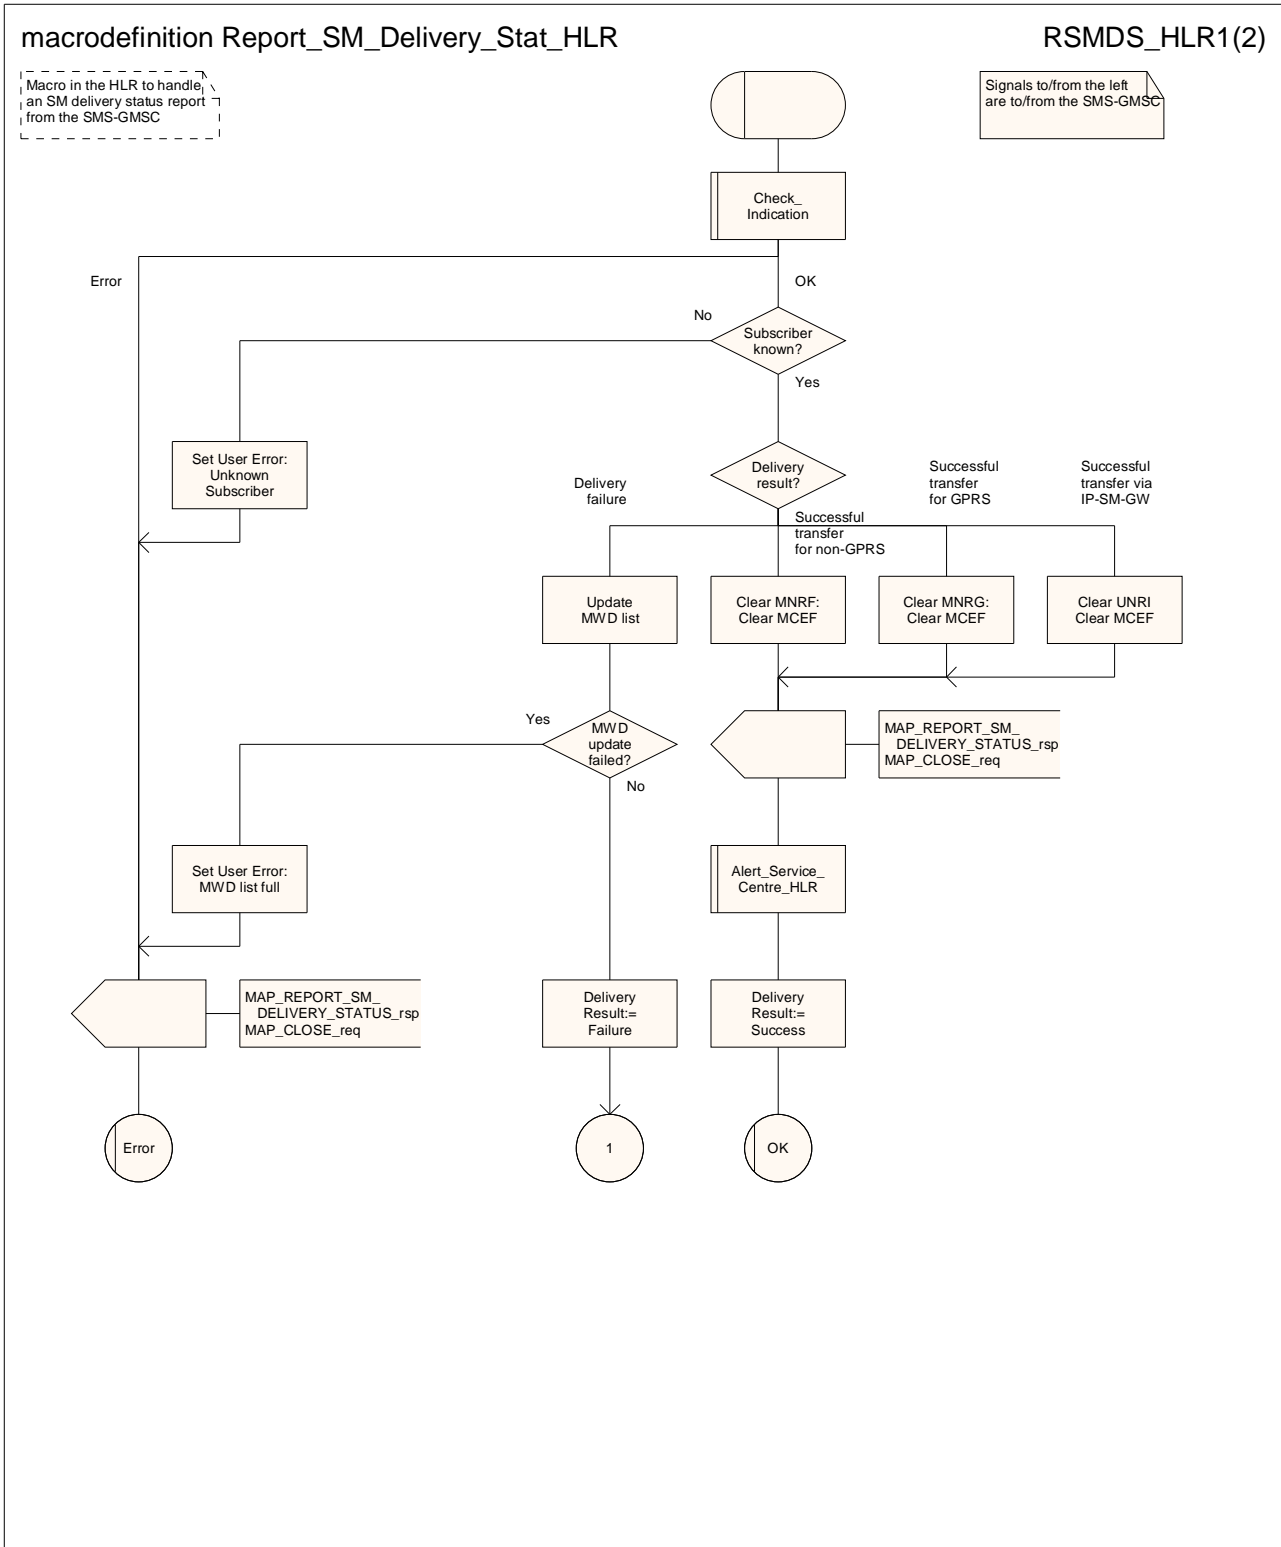 macrodefinition Report_SM_Delivery_Stat_HLR
RSMDS_HLR1(2)
Macro in the HLR to handle
an SM delivery status report
from the SMS-GMSC
Signals to/from the left
are to/from the SMS-GMSC
Check_
Indication
Error
OK
No
Subscriber
known?
Yes
Set User Error:
Unknown
Subscriber
Delivery
result?
Delivery
failure
Successful
transfer
for non-GPRS
Successful
transfer
for GPRS
Successful
transfer via
IP-SM-GW
Update
MWD list
Clear MNRF:
Clear MCEF
Clear MNRG:
Clear MCEF
Clear UNRI
Clear MCEF
Yes
MWD
update
failed?
No
MAP_REPORT_SM_
DELIVERY_STATUS_rsp
MAP_CLOSE_req
Set User Error:
MWD list full
Alert_Service_
Centre_HLR
MAP_REPORT_SM_
DELIVERY_STATUS_rsp
MAP_CLOSE_req
Delivery
Result:=
Failure
Delivery
Result:=
Success
Error
1
OK